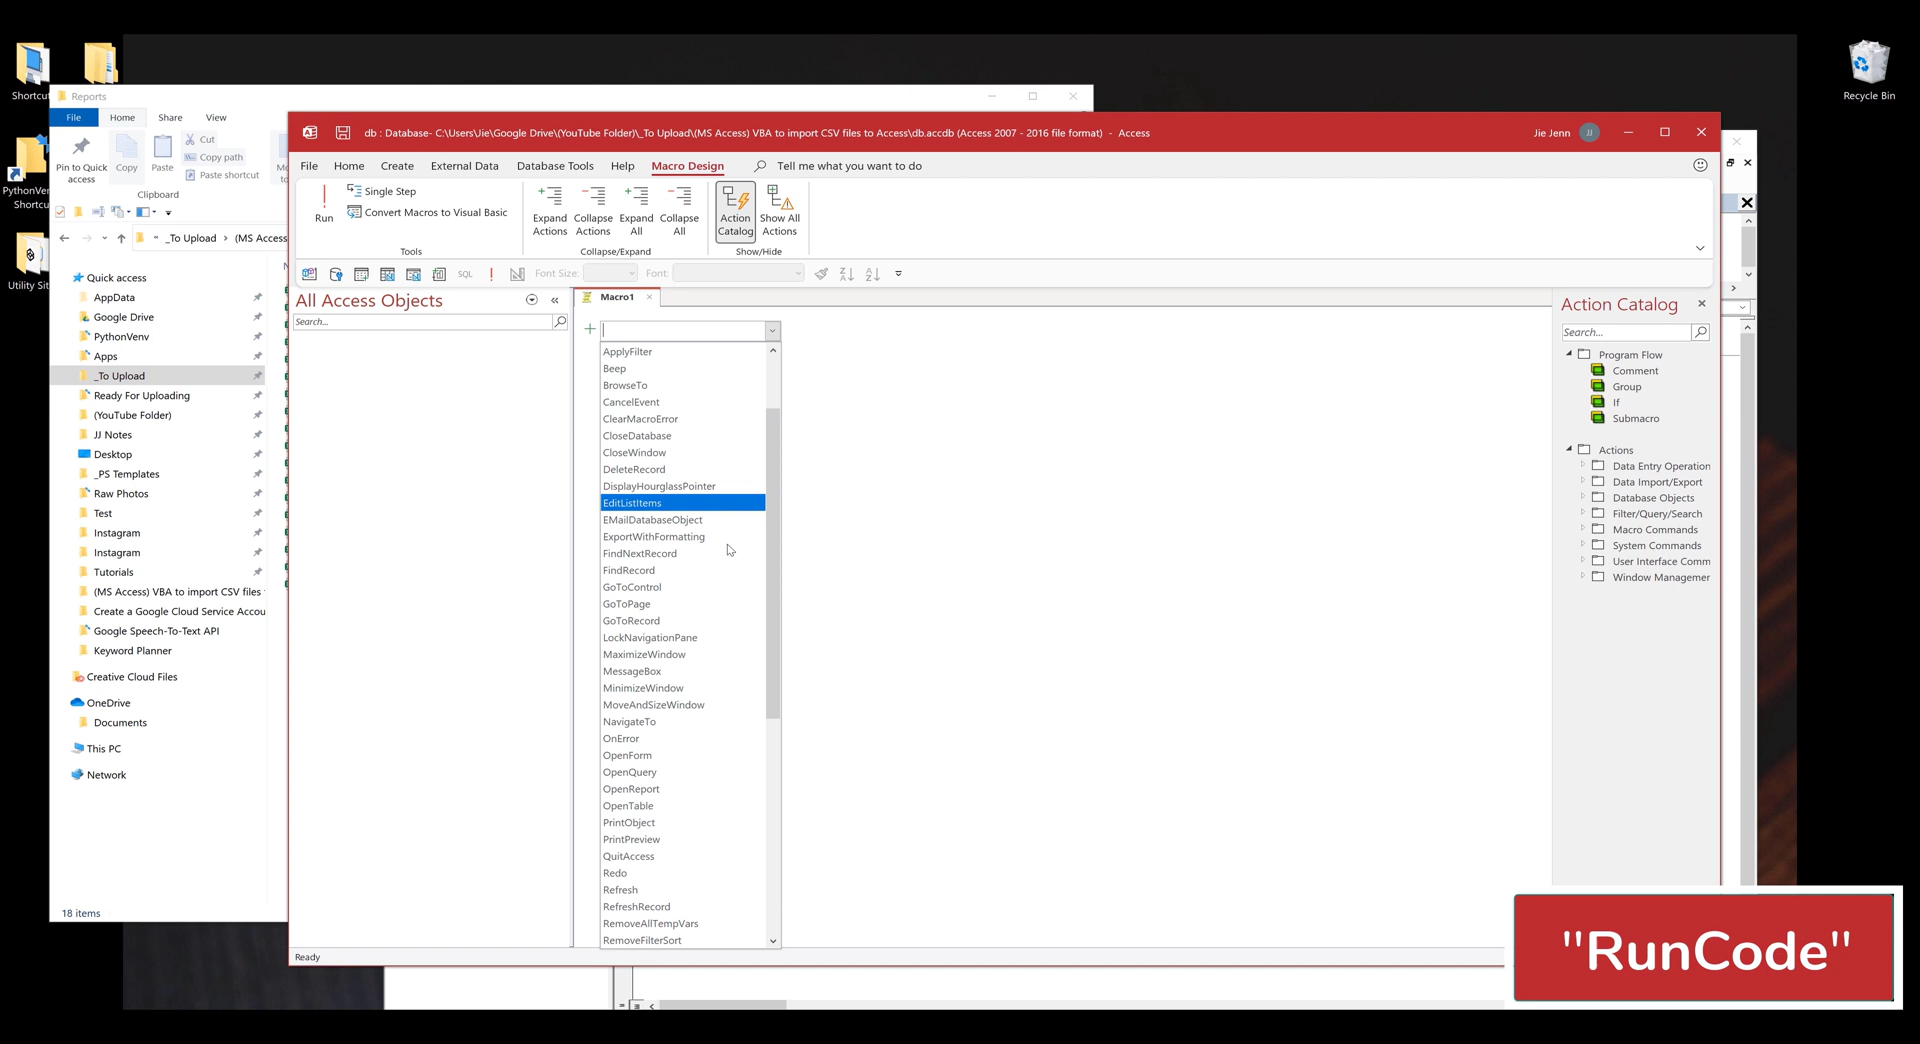 Shortcu
PythonVen
Shortcu
Utility Sit
Recycle Bin
Reports
File
Home
Share
View
Pin to Quick
access
Copy
Paste
Cut
Copy path
Paste shortcut
Mo
to
Clipboard
_To Upload
(MS Access
Quick access
AppData
Google Drive
PythonVenv
Apps
_To Upload
Ready For Uploading
(YouTube Folder)
JJ Notes
Desktop
_PS Templates
Raw Photos
Test
Instagram
Instagram
Tutorials
(MS Access) VBA to import CSV files
Create a Google Cloud Service Accou
Google Speech-To-Text API
Keyword Planner
Creative Cloud Files
OneDrive
Documents
This PC
Network
18 items
db : Database- C:\Users\Jie\Google Drive\(YouTube Folder)\_To Upload\(MS Access) VBA to import CSV files to Access\db.accdb (Access 2007 - 2016 file format) - Access
Jie Jenn
JJ
File
Home
Create
External Data
Database Tools
Help
Macro Design
Tell me what you want to do
Run
Single Step
Convert Macros to Visual Basic
Tools
Expand
Actions
Collapse
Actions
Expand
All
Collapse
All
Collapse/Expand
Action
Catalog
Show All
Actions
Show/Hide
SQL
Font Size:
Font:
All Access Objects
Search...
Macro1
ApplyFilter
Beep
BrowseTo
CancelEvent
ClearMacroError
CloseDatabase
CloseWindow
DeleteRecord
DisplayHourglassPointer
EditListItems
EMailDatabaseObject
ExportWithFormatting
FindNextRecord
FindRecord
GoToControl
GoToPage
GoToRecord
LockNavigationPane
MaximizeWindow
MessageBox
MinimizeWindow
MoveAndSizeWindow
NavigateTo
OnError
OpenForm
OpenQuery
OpenReport
OpenTable
PrintObject
PrintPreview
QuitAccess
Redo
Refresh
RefreshRecord
RemoveAllTempVars
RemoveFilterSort
Action Catalog
Search...
Program Flow
Comment
Group
If
Submacro
Actions
Data Entry Operation
Data Import/Export
Database Objects
Filter/Query/Search
Macro Commands
System Commands
User Interface Comm
Window Managemer
Ready
"RunCode"